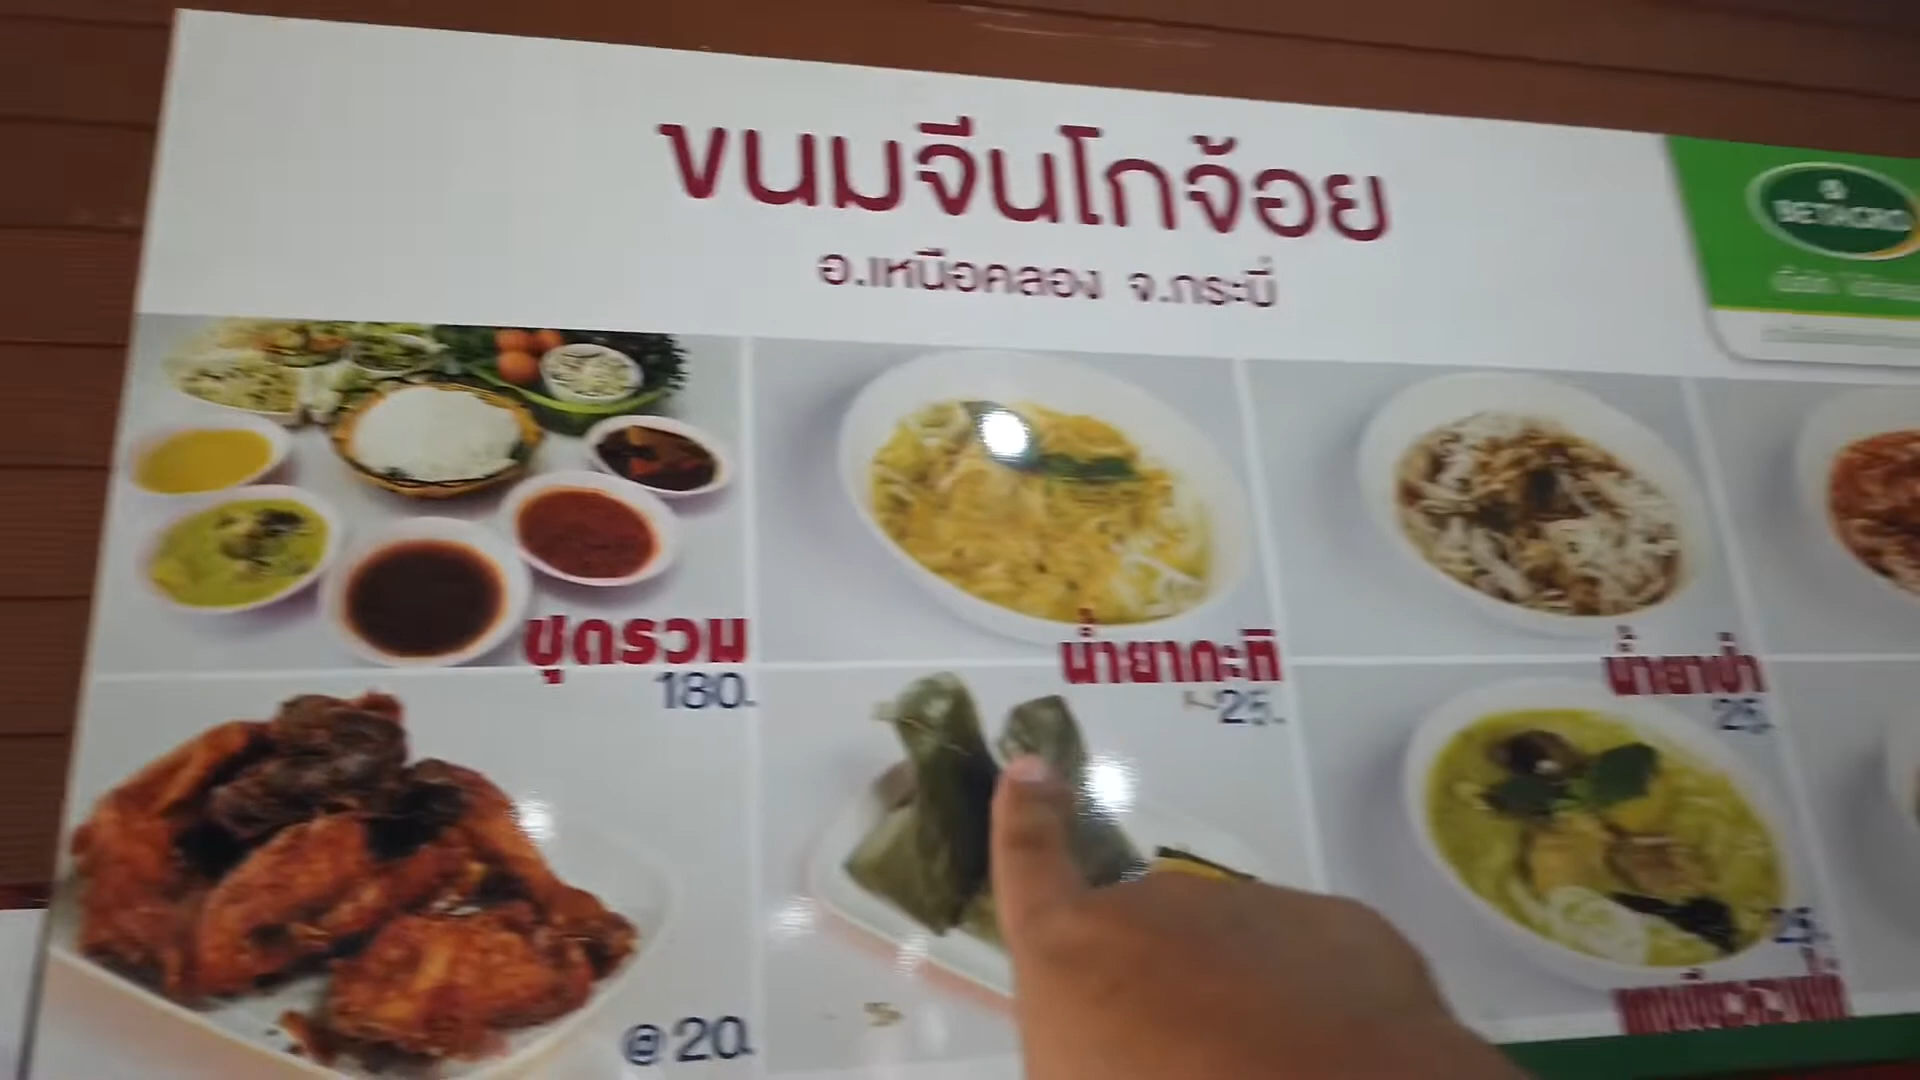 ขนมจีนโกจ้อย
อ.เหนือคลอง จ.กระบี่
BETAGRO
ชุดรวม
180.-
น้ำยากะทิ
25.-
น้ำยาป่า
25.-
@ 20.-
25.-